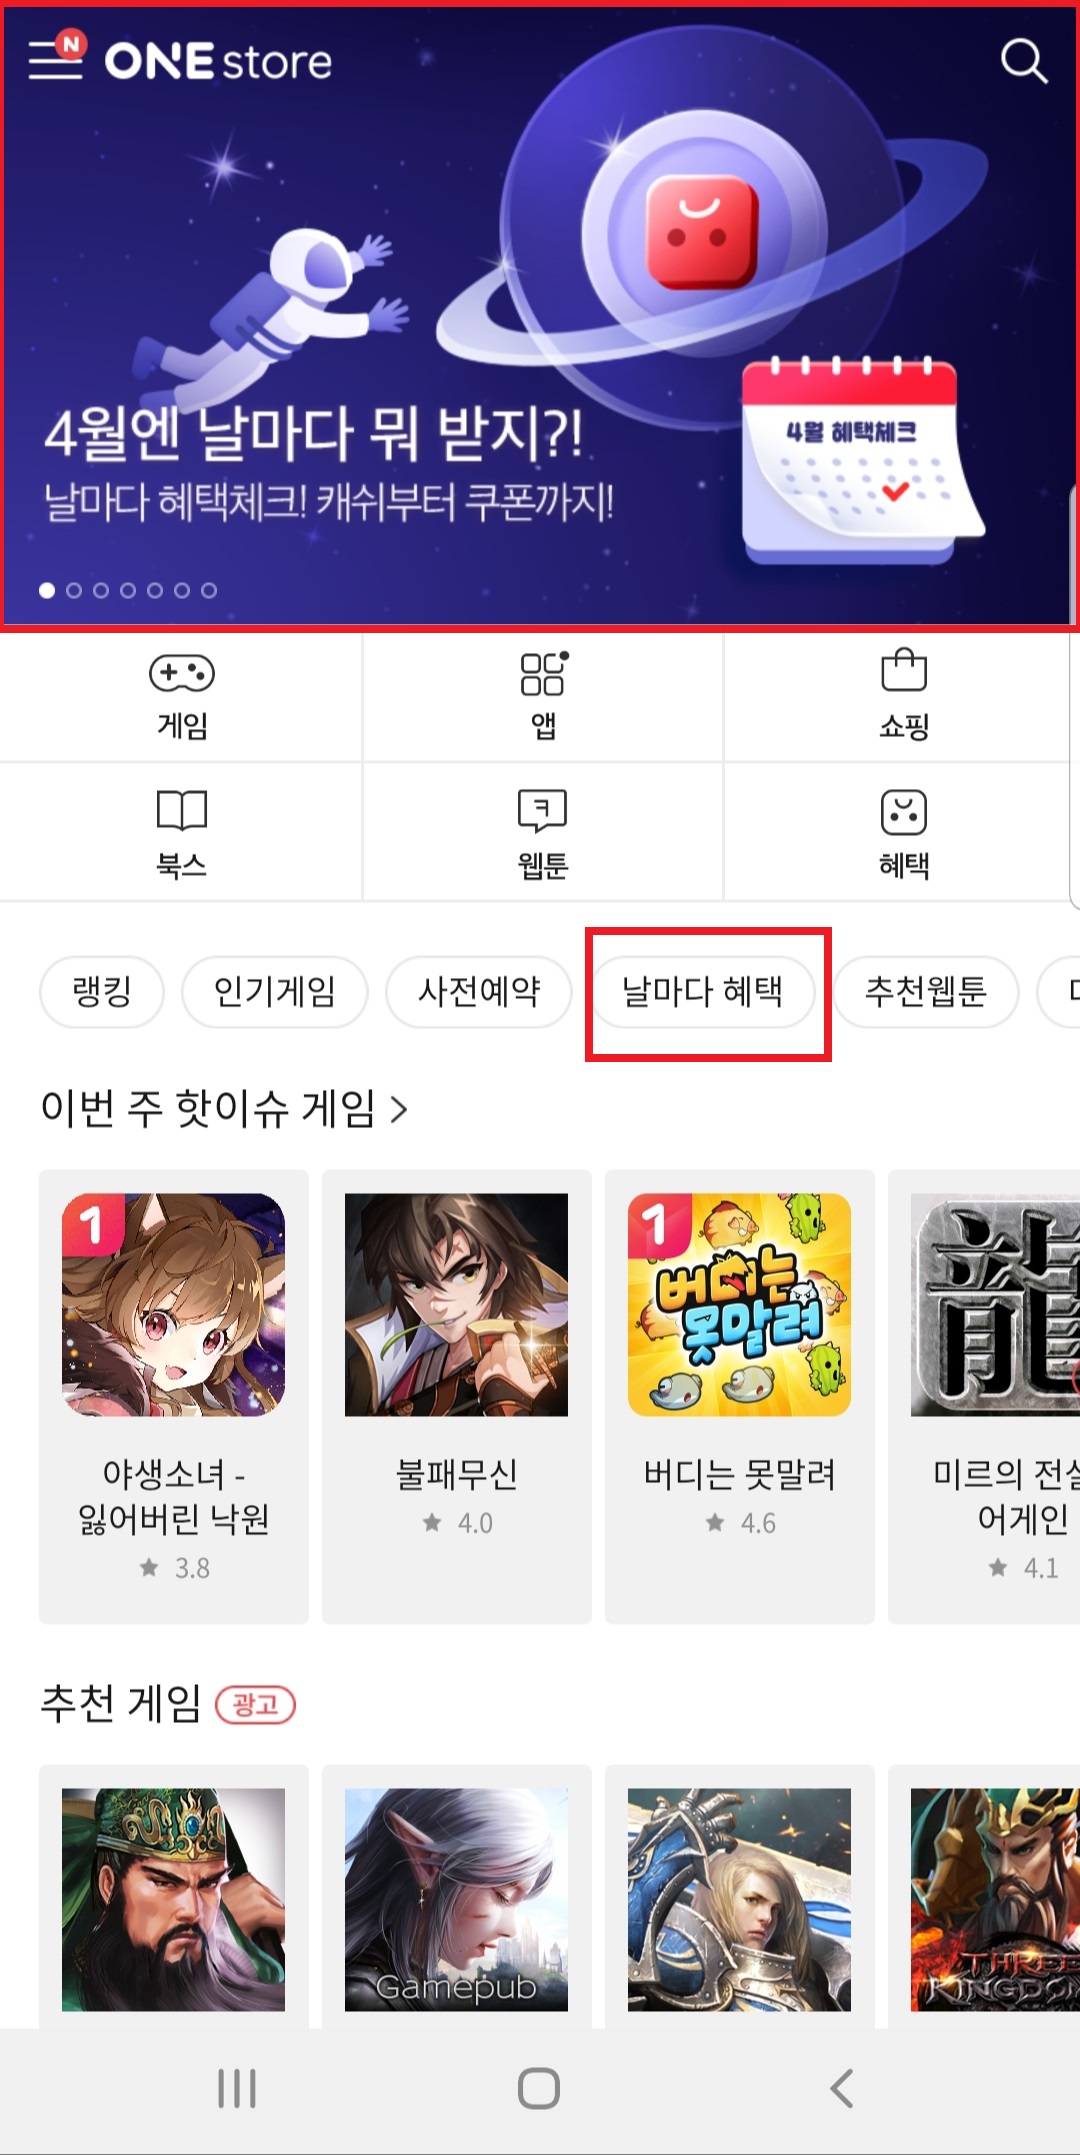 N
ONE store
4월엔 날마다 뭐 받지?!
날마다 혜택체크! 캐쉬부터 쿠폰까지!
4월 혜택체크
게임
앱
쇼핑
북스
ㅋ
웹툰
혜택
랭킹
인기게임
사전예약
날마다 혜택
추천웹툰
이번 주 핫이슈 게임 >
1
1
버디는
못말려
龍
야생소녀 -
잃어버린 낙원
★ 3.8
불패무신
★ 4.0
버디는 못말려
★ 4.6
미르의 전설
어게인
★ 4.1
추천 게임 광고
Gamepub
THREE
KINGDOM